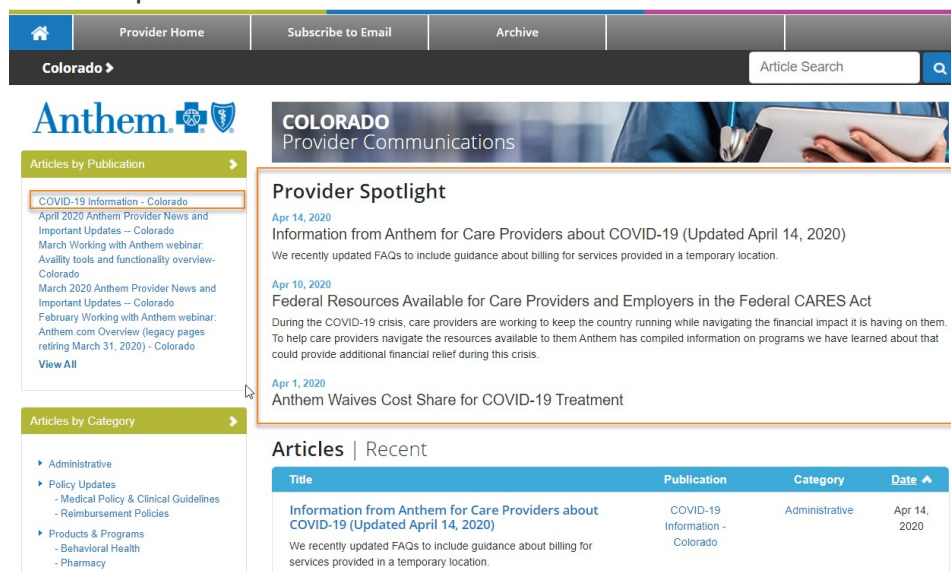 Provider Home
Subscribe to Email
Archive
Colorado
Article Search
Anthem.
COLORADO
Provider Communications
Articles by Publication
COVID-19 Information - Colorado
April 2020 Anthem Provider News and
Important Updates -- Colorado
March Working with Anthem webinar:
Availity tools and functionality overview-
Colorado
March 2020 Anthem Provider News and
Important Updates -- Colorado
February Working with Anthem webinar:
Anthem.com Overview (legacy pages
retiring March 31, 2020) - Colorado
View All
Provider Spotlight
Apr 14, 2020
Information from Anthem for Care Providers about COVID-19 (Updated April 14, 2020)
We recently updated FAQs to include guidance about billing for services provided in a temporary location.
Apr 10, 2020
Federal Resources Available for Care Providers and Employers in the Federal CARES Act
During the COVID-19 crisis, care providers are working to keep the country running while navigating the financial impact it is having on them.
To help care providers navigate the resources available to them Anthem has compiled information on programs we have learned about that
could provide additional financial relief during this crisis.
Apr 1, 2020
Anthem Waives Cost Share for COVID-19 Treatment
Articles by Category
Administrative
Policy Updates
- Medical Policy & Clinical Guidelines
- Reimbursement Policies
Products & Programs
- Behavioral Health
- Pharmacy
Articles | Recent
Title Publication Category Date
Information from Anthem for Care Providers about
COVID-19 (Updated April 14, 2020)
We recently updated FAQs to include guidance about billing for
services provided in a temporary location.
COVID-19
Information -
Colorado
Administrative
Apr 14,
2020